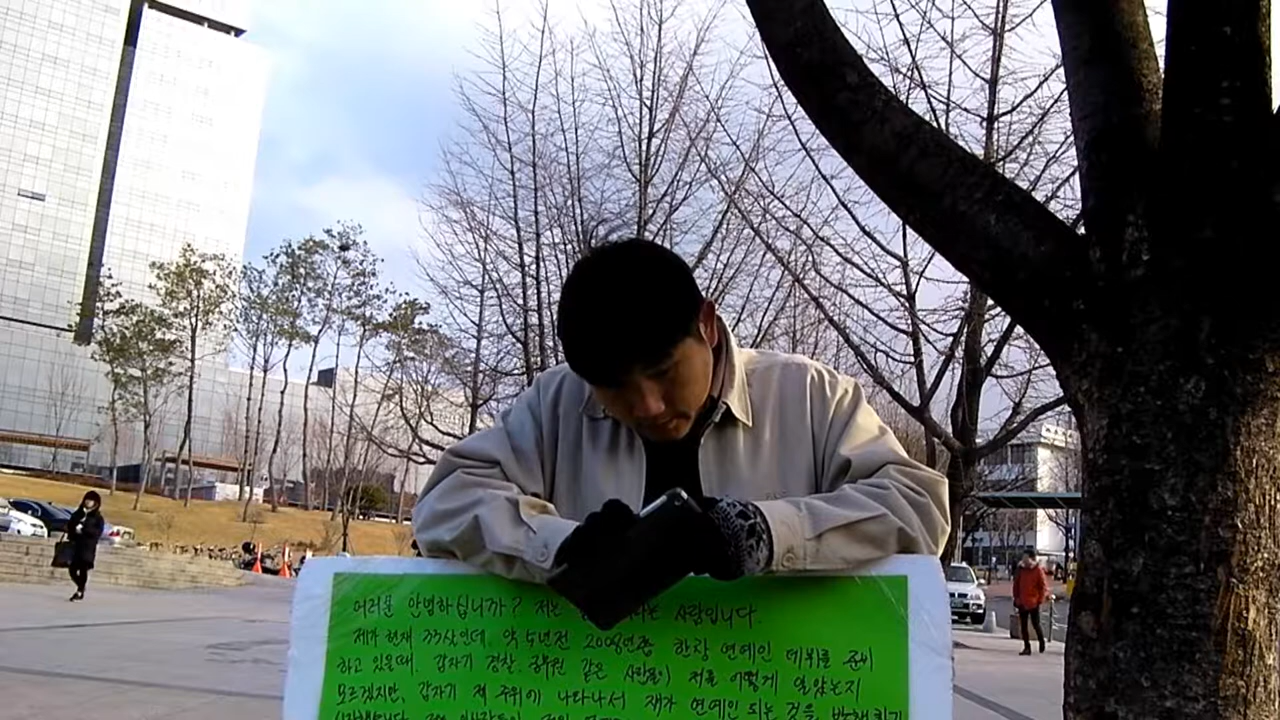 여러분 안녕하십니까? 저는 사람입니다.
제가 현재 33살인데, 약 5년전 2008년쯤 한창 연예인 데뷔를 준비
하고 있을때, 갑자기 경찰, 공무원 같은 사람들이 저를 어떻게 알았는지
모르겠지만, 갑자기 제 주위에 나타나서 제가 연예인 되는 것을 방해하기